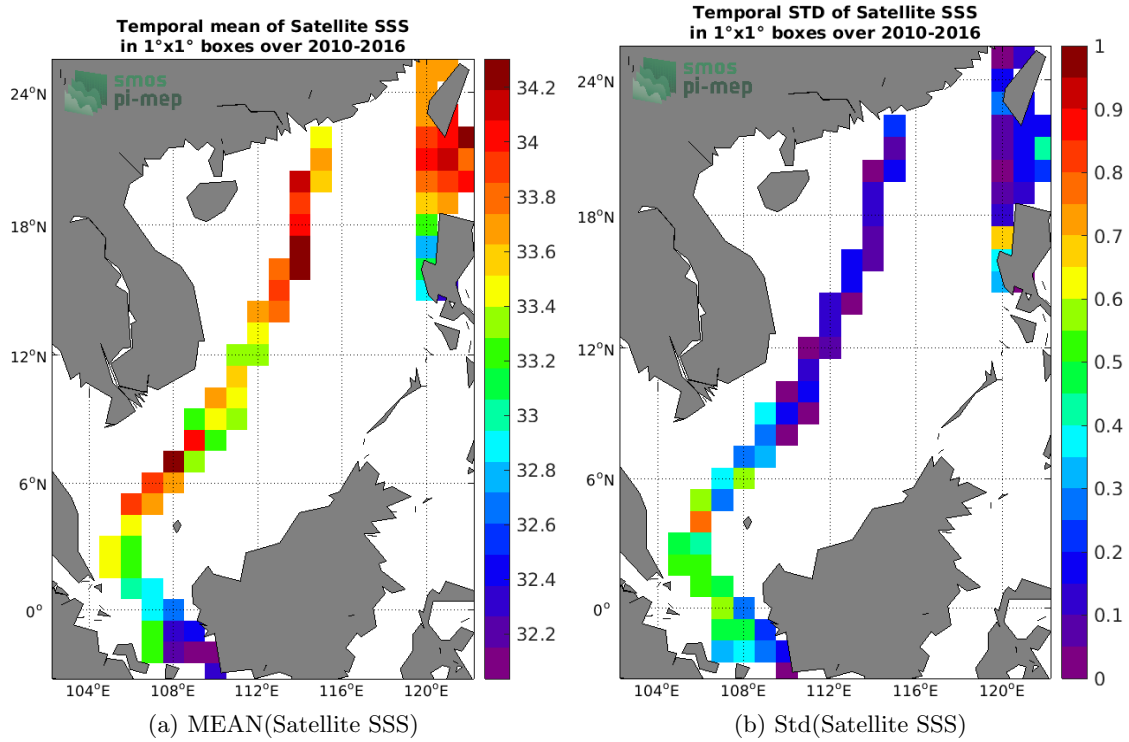 Temporal mean of Satellite SSS
in 1°x1° boxes over 2010-2016
smos
pi-mep
24°N
18°N
12°N
6°N
0°
104°E
108°E
112°E
116°E
120°E
34.2
34
33.8
33.6
33.4
33.2
33
32.8
32.6
32.4
32.2
(a) MEAN(Satellite SSS)
Temporal STD of Satellite SSS
in 1°x1° boxes over 2010-2016
smos
pi-mep
24°N
18°N
12°N
6°N
0°
104°E
108°E
112°E
116°E
120°E
1
0.9
0.8
0.7
0.6
0.5
0.4
0.3
0.2
0.1
0
(b) Std(Satellite SSS)